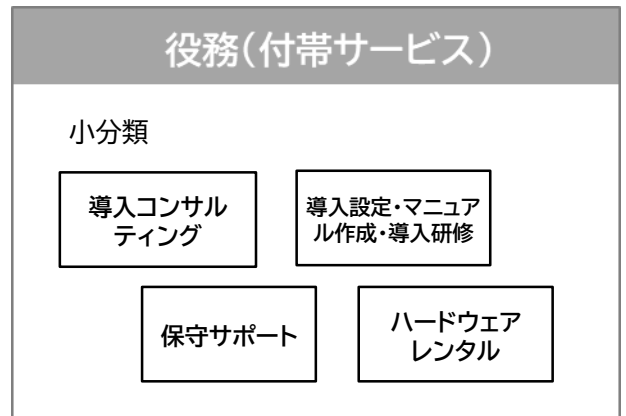 役務(付帯サービス)
小分類
導入コンサル
ティング
導入設定・マニュア
ル作成・導入研修
保守サポート
ハードウェア
レンタル